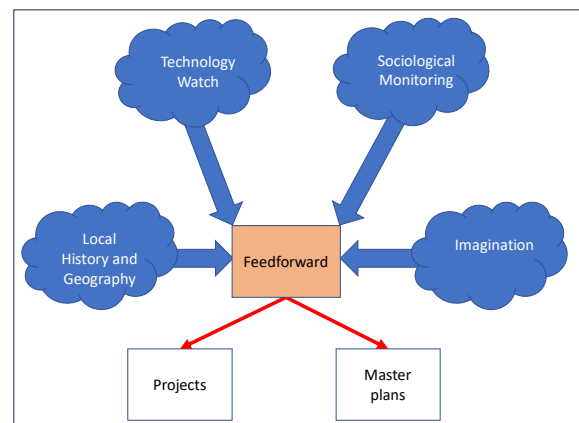 Technology
Watch
Sociological
Monitoring
Local
History and
Geography
Feedforward
Imagination
Projects
Master
plans